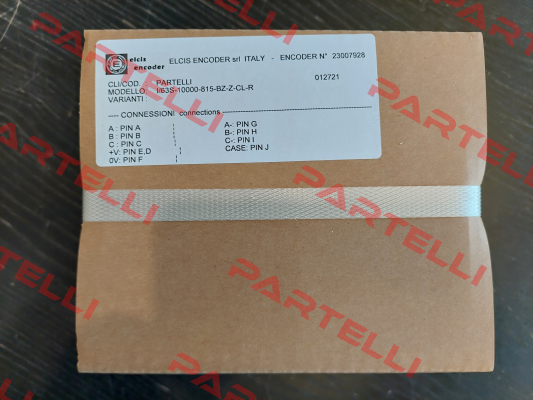 elcis encoder
ELCIS ENCODER srl ITALY - ENCODER N° 23007928
CLI/COD. PARTELLI 012721
MODELLO I/63S-10000-815-BZ-Z-CL-R
VARIANTI :
---- CONNESSIONI connections ----
A : PIN A A-: PIN G
B : PIN B B-: PIN H
C : PIN C C-: PIN I
+V: PIN E,D CASE: PIN J
0V: PIN F
PARTELLI
PARTELLI
PARTELLI
PARTELLI
PARTELLI
PARTELLI